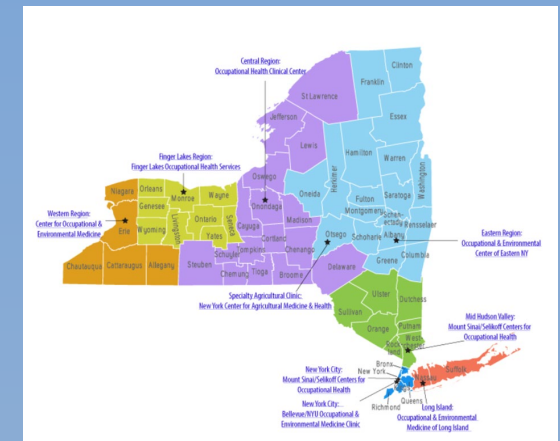 Central Region:
Occupational Health Clinical Center
Clinton
Franklin
St Lawrence
Essex
Jefferson
Lewis
Hamilton
Warren
Washington
Herkimer
Oswego
Oneida
Finger Lakes Region:
Finger Lakes Occupational Health Services
Niagara
Orleans
Monroe
Wayne
Genesee
Onondaga
Madison
Fulton
Saratoga
Montgomery
Western Region:
Center for Occupational &
Environmental Medicine
Erie
Wyoming
Livingston
Ontario
Seneca
Yates
Cayuga
Cortland
Chenango
Otsego
Schoharie
Schen-
ectady
Albany
Rensselaer
Eastern Region:
Occupational & Environmental
Center of Eastern NY
Chautauqua
Cattaraugus
Allegany
Steuben
Schuyler
Tompkins
Chemung
Tioga
Broome
Delaware
Greene
Columbia
Specialty Agricultural Clinic:
New York Center for Agricultural Medicine & Health
Ulster
Dutchess
Sullivan
Orange
Putnam
Mid Hudson Valley:
Mount Sinai/Selikoff Centers for
Occupational Health
Rock-
land
West-
chester
Bronx
New York
New York City:
Mount Sinai/Selikoff Centers for
Occupational Health
Nassau
Suffolk
New York City:
Bellevue/NYU Occupational &
Environmental Medicine Clinic
Richmond
Queens
Long Island:
Occupational & Environmental
Medicine of Long Island